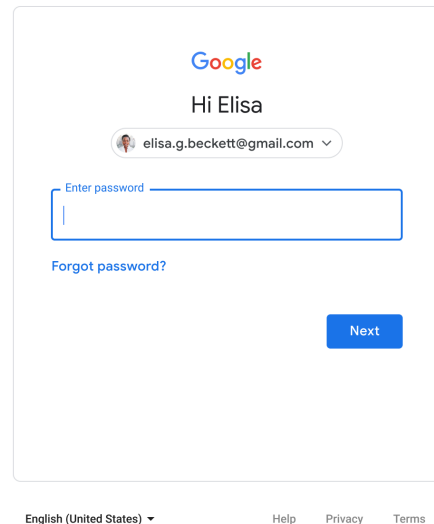 Google
Hi Elisa
elisa.g.beckett@gmail.com
Enter password
Forgot password?
Next
English (United States) Help Privacy Terms